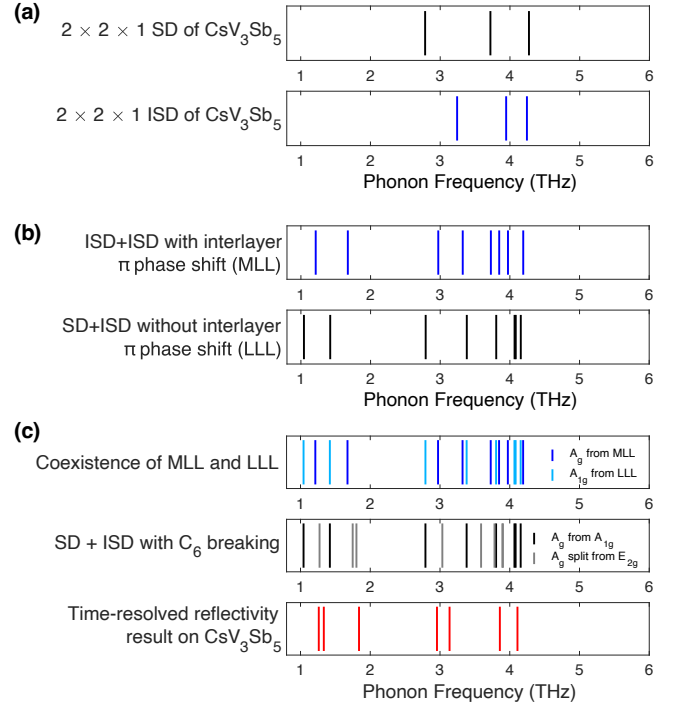 (a)
2 × 2 × 1 SD of CsV3Sb5
1 2 3 4 5 6
2 × 2 × 1 ISD of CsV3Sb5
1 2 3 4 5 6
Phonon Frequency (THz)
(b)
ISD+ISD with interlayer
π phase shift (MLL)
1 2 3 4 5 6
SD+ISD without interlayer
π phase shift (LLL)
1 2 3 4 5 6
Phonon Frequency (THz)
(c)
Coexistence of MLL and LLL
Ag from MLL
A1g from LLL
1 2 3 4 5 6
SD + ISD with C6 breaking
Ag from A1g
Ag split from E2g
1 2 3 4 5 6
Time-resolved reflectivity
result on CsV3Sb5
1 2 3 4 5 6
Phonon Frequency (THz)